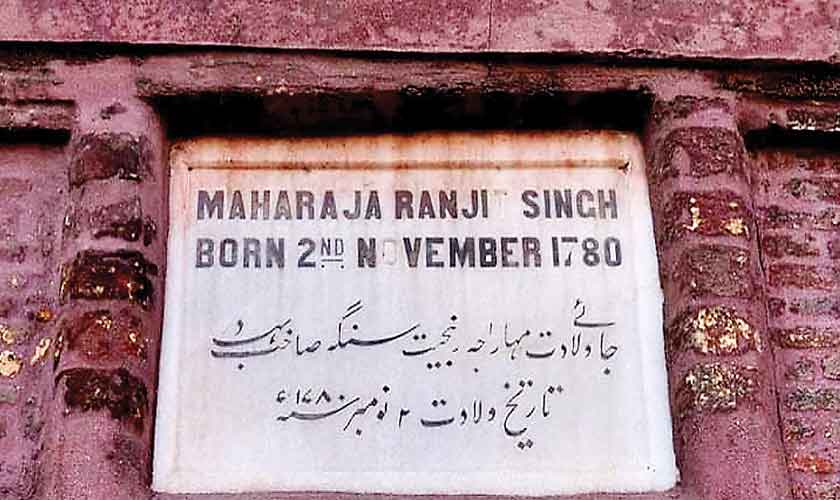 MAHARAJA RANJIT SINGH
BORN 2ND NOVEMBER 1780
جائے ولادت مہاراجہ رنجیت سنگھ صاحب بہادر
تاریخ ولادت ۲ نومبر سنہ ۱۷۸۰ء